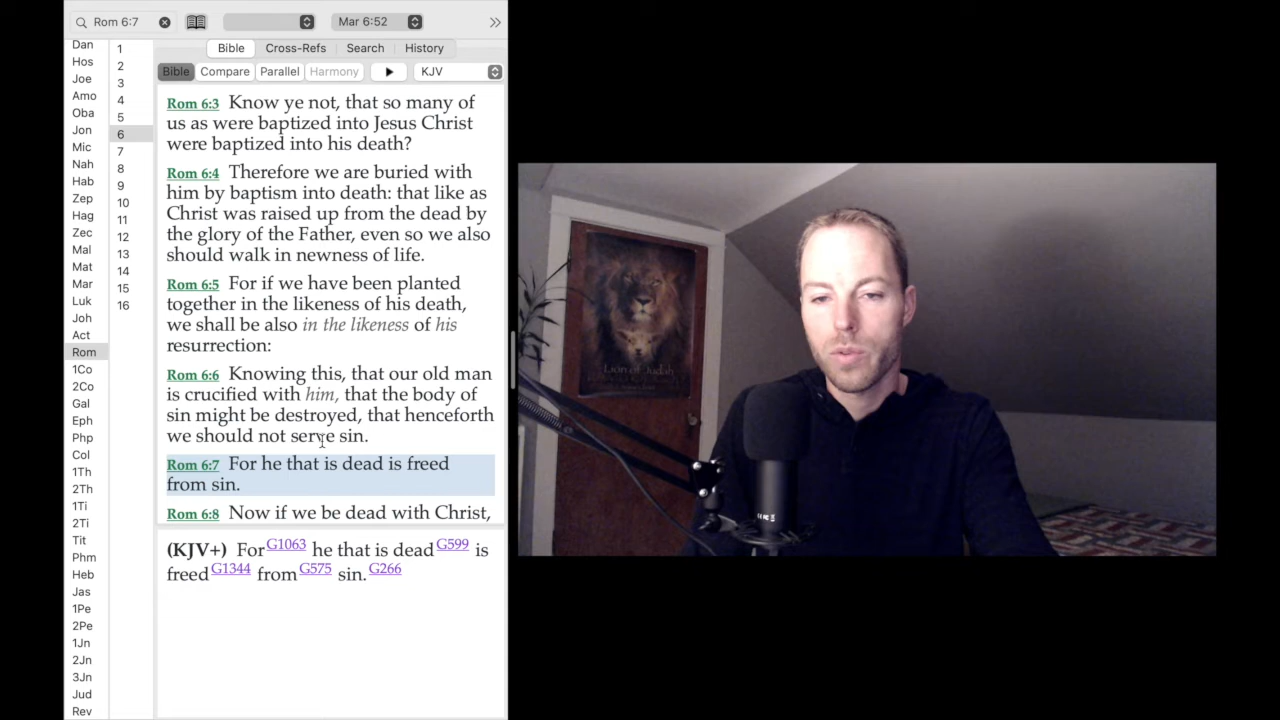 Rom 6:7
Mar 6:52
Bible
Cross-Refs
Search
History
Bible
Compare
Parallel
Harmony
KJV
Dan
Hos
Joe
Amo
Oba
Jon
Mic
Nah
Hab
Zep
Hag
Zec
Mal
Mat
Mar
Luk
Joh
Act
Rom
1Co
2Co
Gal
Eph
Php
Col
1Th
2Th
1Ti
2Ti
Tit
Phm
Heb
Jas
1Pe
2Pe
1Jn
2Jn
3Jn
Jud
Rev
1
2
3
4
5
6
7
8
9
10
11
12
13
14
15
16
Rom 6:3 Know ye not, that so many of
us as were baptized into Jesus Christ
were baptized into his death?
Rom 6:4 Therefore we are buried with
him by baptism into death: that like as
Christ was raised up from the dead by
the glory of the Father, even so we also
should walk in newness of life.
Rom 6:5 For if we have been planted
together in the likeness of his death,
we shall be also in the likeness of his
resurrection:
Rom 6:6 Knowing this, that our old man
is crucified with him, that the body of
sin might be destroyed, that henceforth
we should not serve sin.
Rom 6:7 For he that is dead is freed
from sin.
Rom 6:8 Now if we be dead with Christ,
(KJV+) For G1063 he that is dead G599 is
freed G1344 from G575 sin. G266
Lion of Judah